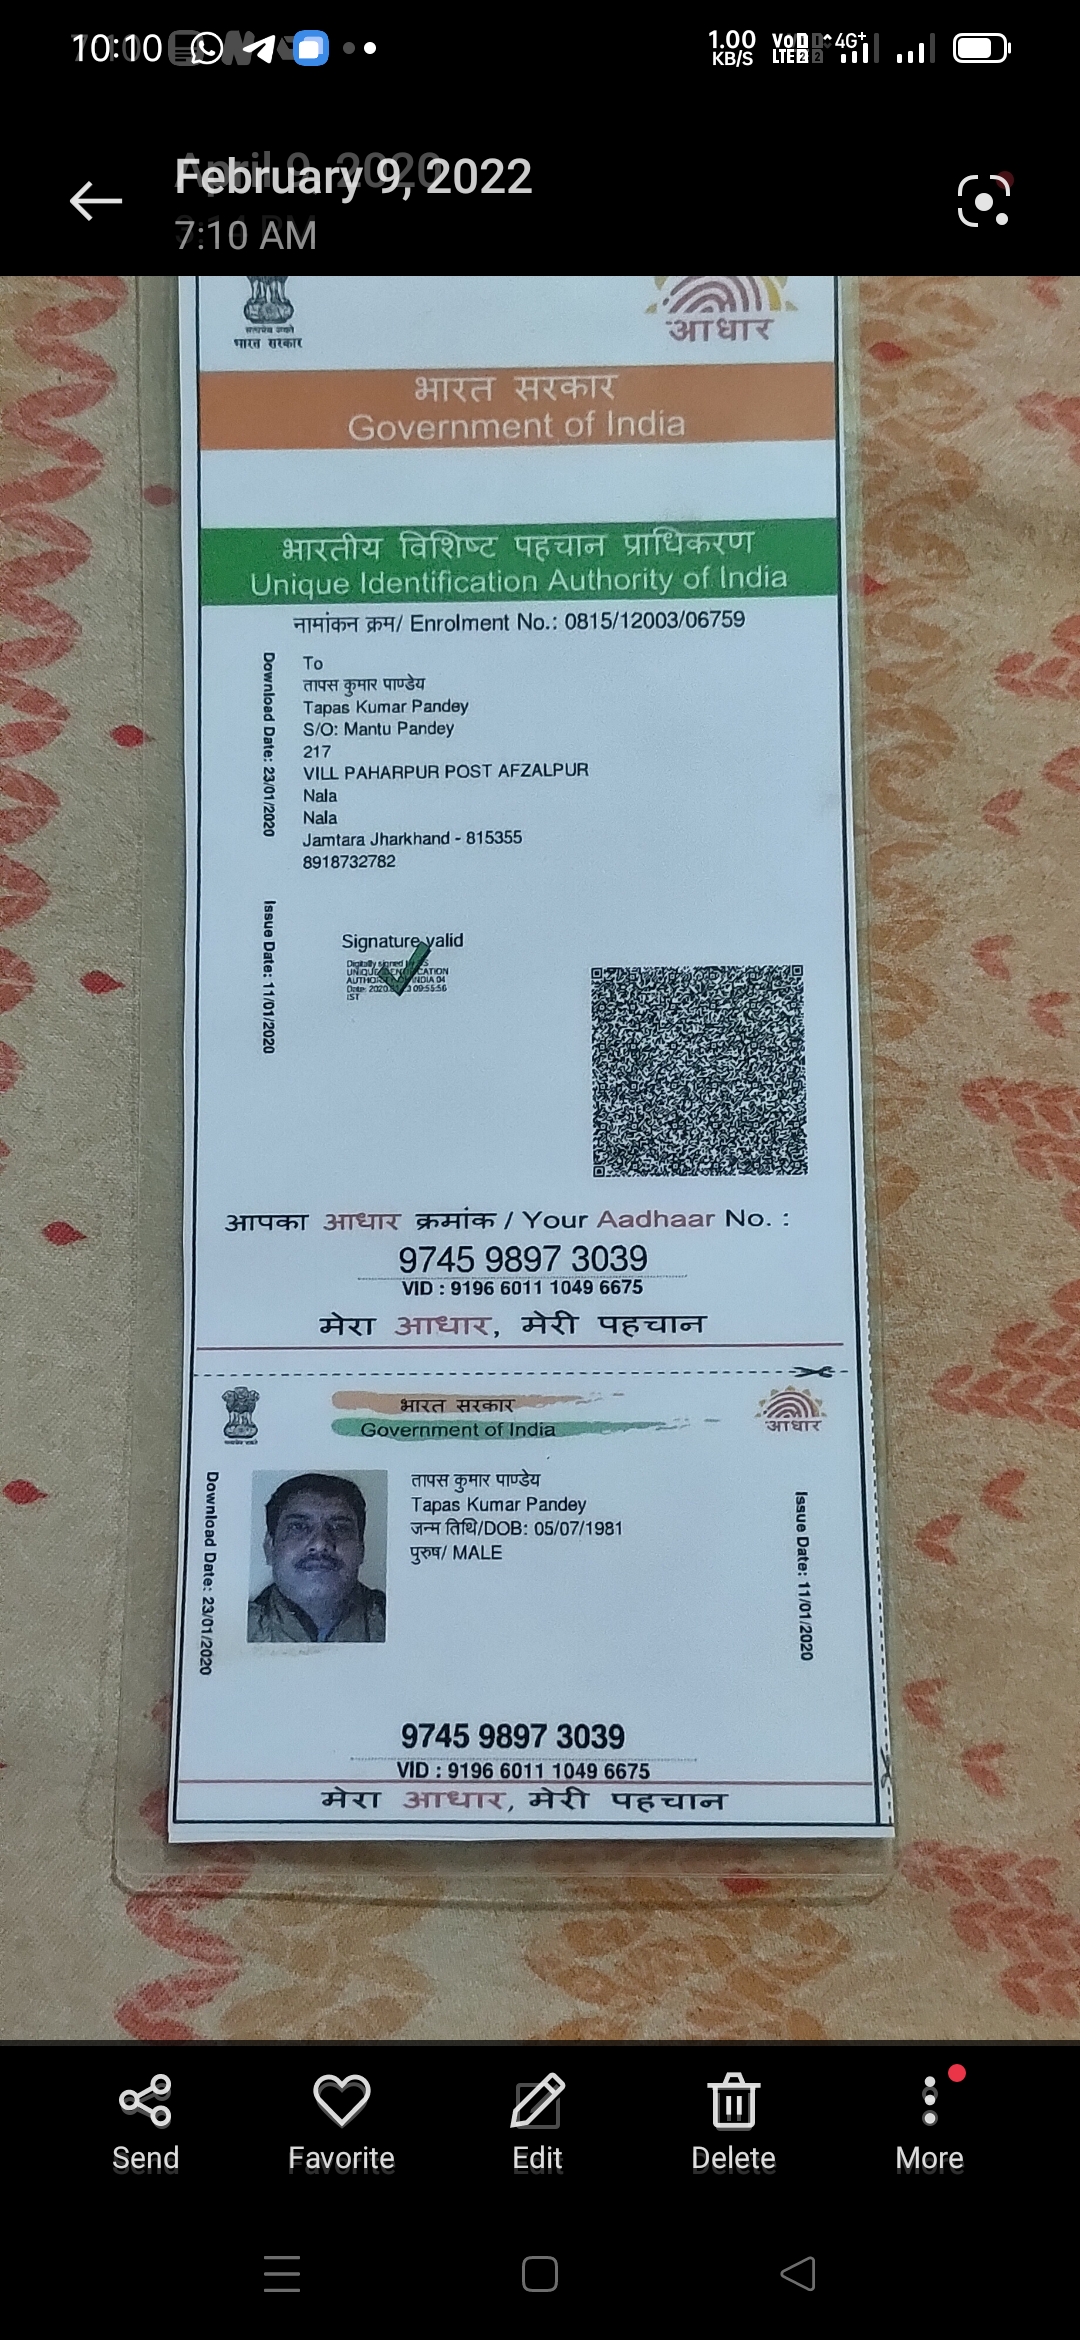 10:00
1.00 KB/S
4G+
February 9, 2022
7:10 AM
सत्यमेव जयते
भारत सरकार
आधार
भारत सरकार
Government of India
भारतीय विशिष्ट पहचान प्राधिकरण
Unique Identification Authority of India
नामांकन क्रम/ Enrolment No.: 0815/12003/06759
Download Date: 23/01/2020
To
तापस कुमार पाण्डेय
Tapas Kumar Pandey
S/O: Mantu Pandey
217
VILL PAHARPUR POST AFZALPUR
Nala
Nala
Jamtara Jharkhand - 815355
8918732782
Issue Date: 11/01/2020
Signature valid
आपका आधार क्रमांक / Your Aadhaar No. :
9745 9897 3039
VID : 9196 6011 1049 6675
मेरा आधार, मेरी पहचान
भारत सरकार
Government of India
आधार
Download Date: 23/01/2020
तापस कुमार पाण्डेय
Tapas Kumar Pandey
जन्म तिथि/DOB: 05/07/1981
पुरुष/ MALE
Issue Date: 11/01/2020
9745 9897 3039
VID : 9196 6011 1049 6675
मेरा आधार, मेरी पहचान
Send
Favorite
Edit
Delete
More